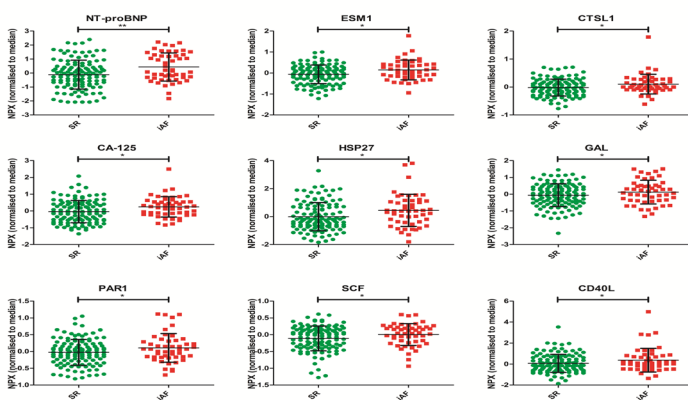 NT-proBNP
**
NPX (normalised to median)
3
2
1
0
-1
-2
-3
SR
iAF
ESM1
*
NPX (normalised to median)
2
1
0
-1
-2
SR
iAF
CTSL1
*
NPX (normalised to median)
2
1
0
-1
SR
iAF
CA-125
*
NPX (normalised to median)
3
2
1
0
-1
-2
SR
iAF
HSP27
*
NPX (normalised to median)
4
2
0
-2
SR
iAF
GAL
*
NPX (normalised to median)
2
1
0
-1
-2
-3
SR
iAF
PAR1
*
NPX (normalised to median)
1.5
1.0
0.5
0.0
-0.5
-1.0
SR
iAF
SCF
*
NPX (normalised to median)
1.0
0.5
0.0
-0.5
-1.0
-1.5
SR
iAF
CD40L
*
NPX (normalised to median)
6
4
2
0
-2
SR
iAF